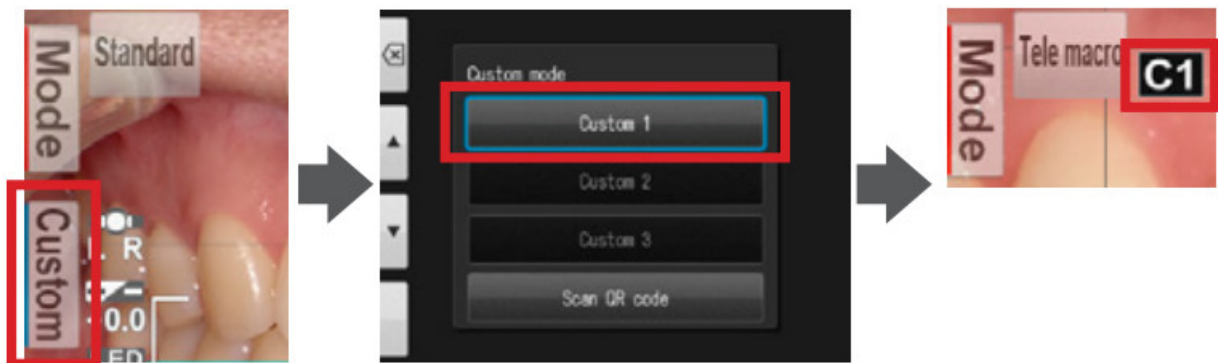 Mode
Standard
Custom
L R
0.0
LED
Custom mode
Custom 1
Custom 2
Custom 3
Scan QR code
Mode
Tele macro
C1